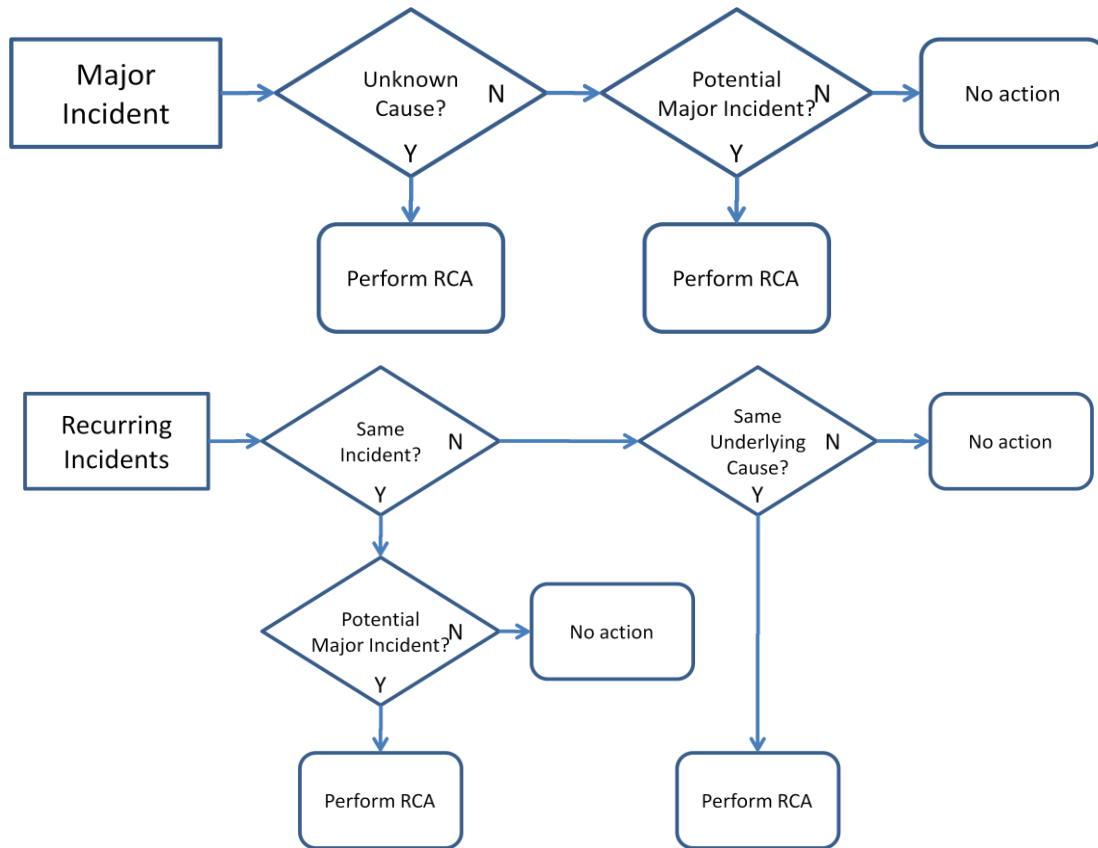 Major
Incident
Unknown
Cause?
N
Y
Potential
Major Incident?
N
Y
No action
Perform RCA
Perform RCA
Recurring
Incidents
Same
Incident?
N
Y
Same
Underlying
Cause?
N
Y
No action
Potential
Major Incident?
N
Y
No action
Perform RCA
Perform RCA